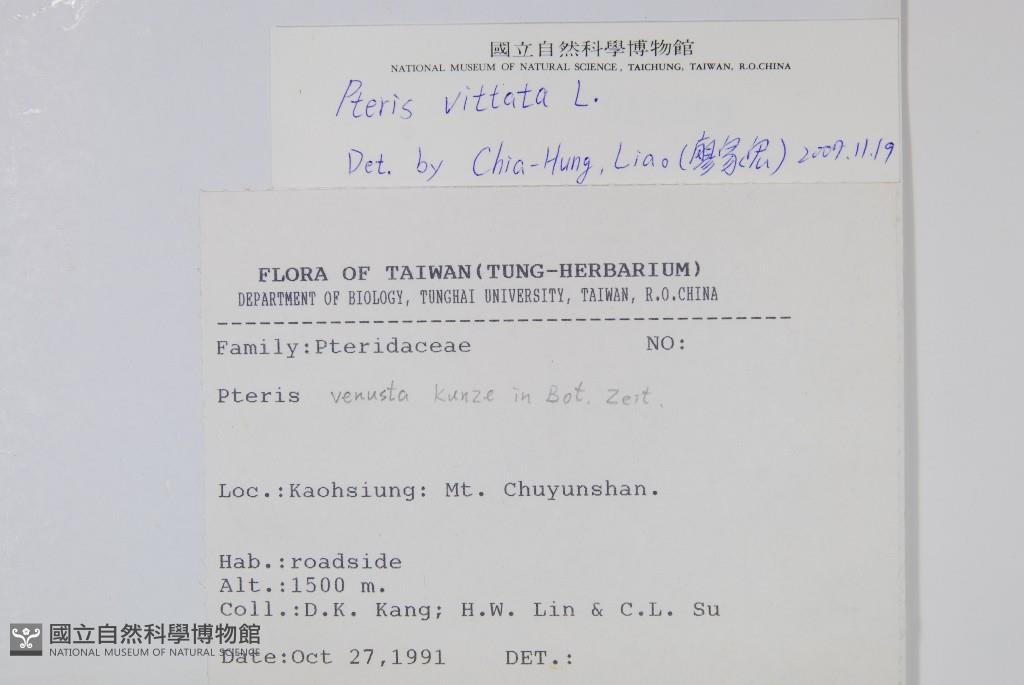 國立自然科學博物館
NATIONAL MUSEUM OF NATURAL SCIENCE, TAICHUNG, TAIWAN, R.O.CHINA
Pteris vittata L.
Det. by Chia-Hung, Liao (廖家宏) 2007.11.19
FLORA OF TAIWAN(TUNG-HERBARIUM)
DEPARTMENT OF BIOLOGY, TUNGHAI UNIVERSITY, TAIWAN, R.O.CHINA
Family:Pteridaceae NO:
Pteris venusta kunze in Bot. Zeit.
Loc.:Kaohsiung: Mt. Chuyunshan.
Hab.:roadside
Alt.:1500 m.
Coll.:D.K. Kang; H.W. Lin & C.L. Su
Date:Oct 27,1991 DET.:
國立自然科學博物館
NATIONAL MUSEUM OF NATURAL SCIENCE